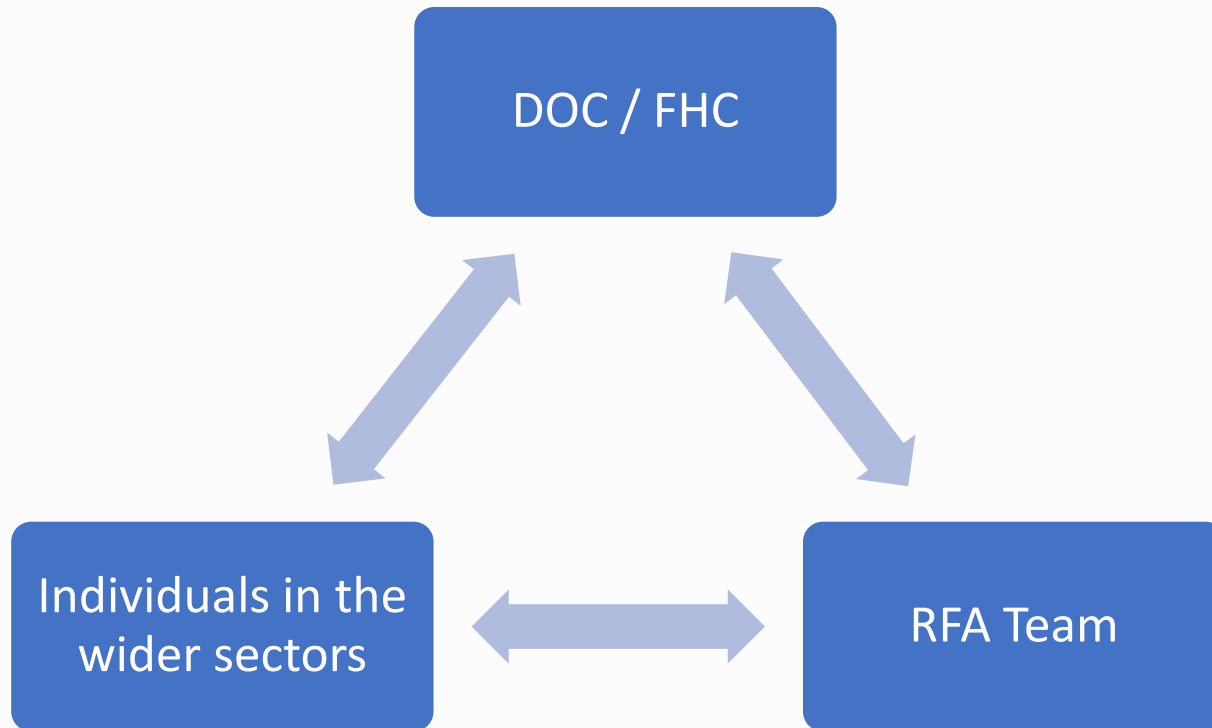 DOC / FHC
Individuals in the
wider sectors
RFA Team